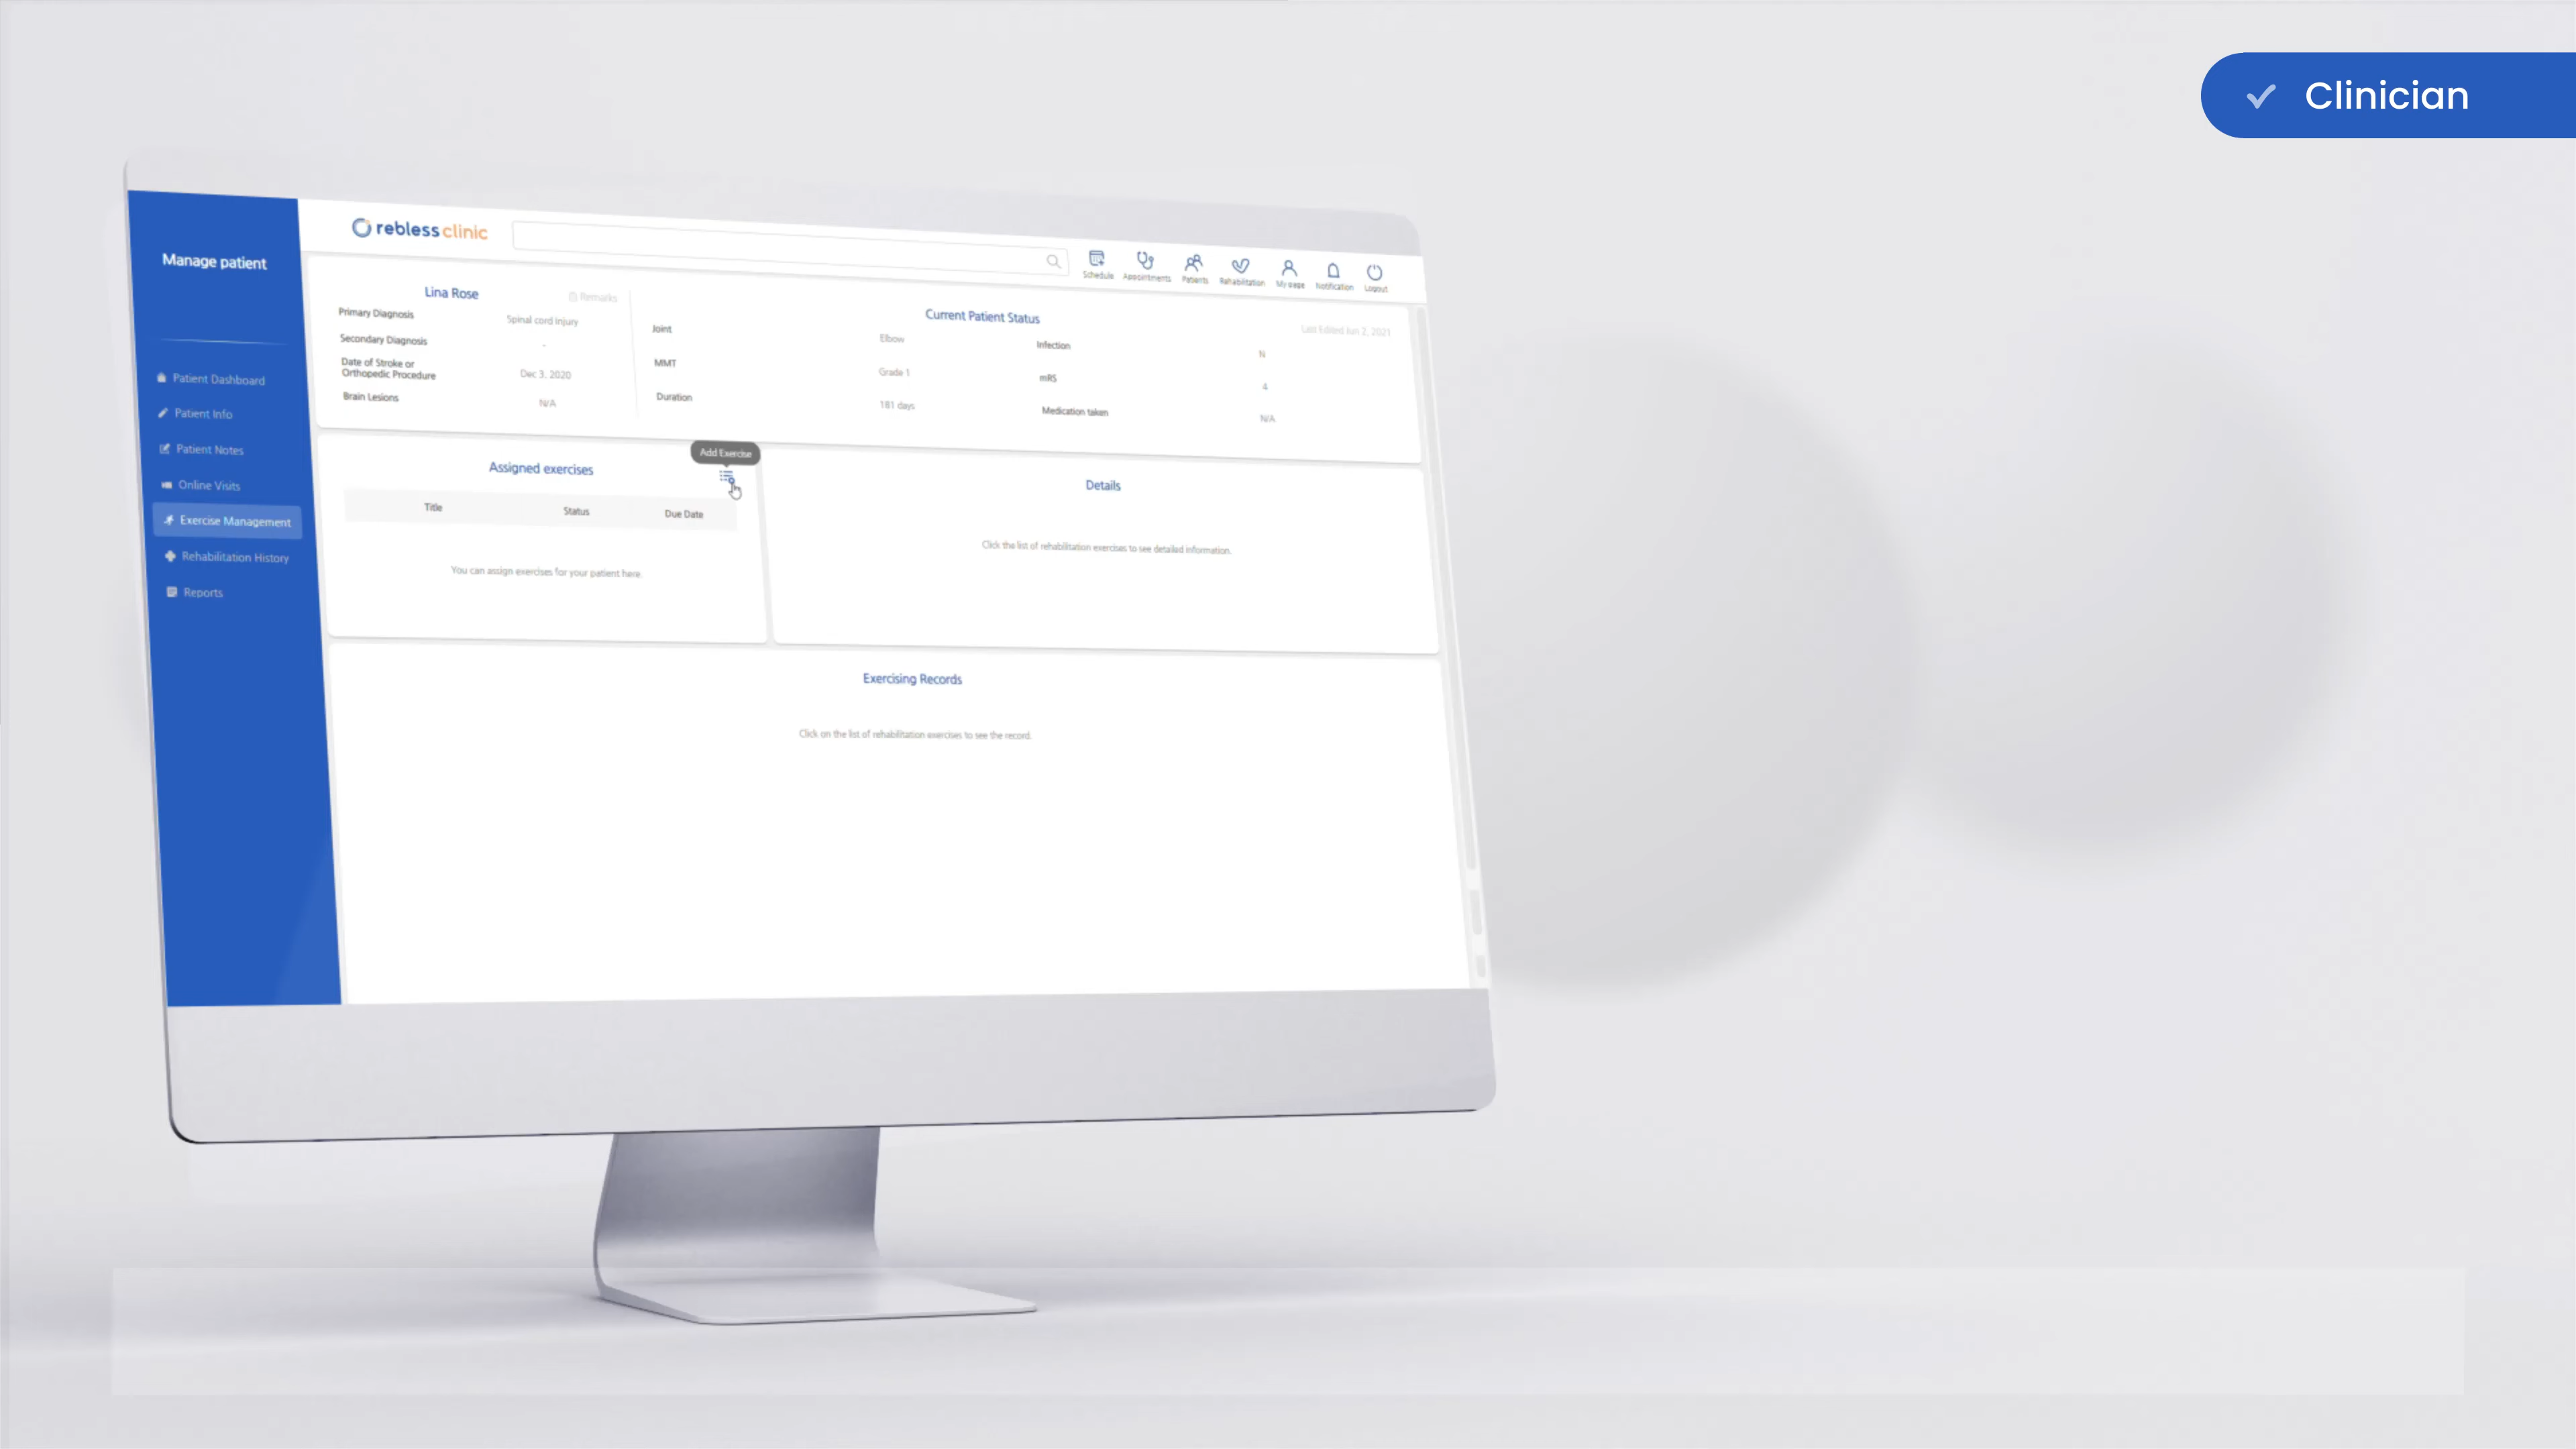 Clinician
Manage patient
Patient Dashboard
Patient Info
Patient Notes
Online Visits
Exercise Management
Rehabilitation History
Reports
rebless clinic
Schedule
Appointments
Patients
Rehabilitation
My page
Notification
Logout
Lina Rose
Remarks
Primary Diagnosis
Spinal cord injury
Secondary Diagnosis
-
Date of Stroke or
Orthopedic Procedure
Dec 3, 2020
Brain Lesions
N/A
Current Patient Status
Last Edited Jun 2, 2021
Joint
Elbow
Infection
N
MMT
Grade 1
mRS
4
Duration
181 days
Medication taken
N/A
Assigned exercises
Add Exercise
Title
Status
Due Date
You can assign exercises for your patient here.
Details
Click the list of rehabilitation exercises to see detailed information.
Exercising Records
Click on the list of rehabilitation exercises to see the record.